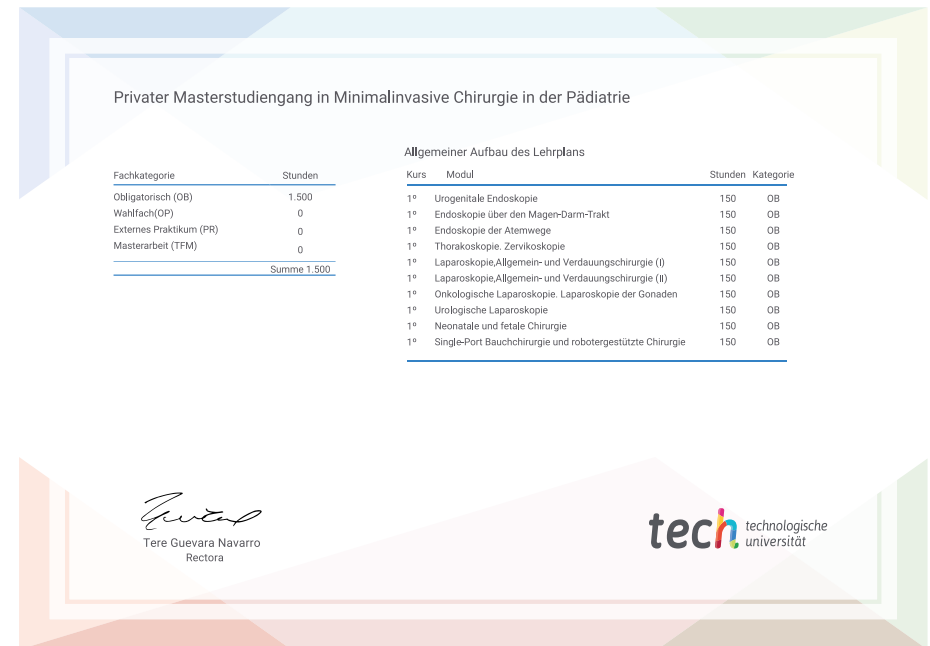 Privater Masterstudiengang in Minimalinvasive Chirurgie in der Pädiatrie
Fachkategorie Stunden
Obligatorisch (OB) 1.500
Wahlfach(OP) 0
Externes Praktikum (PR) 0
Masterarbeit (TFM) 0
Summe 1.500
Allgemeiner Aufbau des Lehrplans
Kurs Modul Stunden Kategorie
1º Urogenitale Endoskopie 150 OB
1º Endoskopie über den Magen-Darm-Trakt 150 OB
1º Endoskopie der Atemwege 150 OB
1º Thorakoskopie. Zervikoskopie 150 OB
1º Laparoskopie,Allgemein- und Verdauungschirurgie (I) 150 OB
1º Laparoskopie,Allgemein- und Verdauungschirurgie (II) 150 OB
1º Onkologische Laparoskopie. Laparoskopie der Gonaden 150 OB
1º Urologische Laparoskopie 150 OB
1º Neonatale und fetale Chirurgie 150 OB
1º Single-Port Bauchchirurgie und robotergestützte Chirurgie 150 OB
Tere Guevara Navarro
Rectora
tech technologische
universität